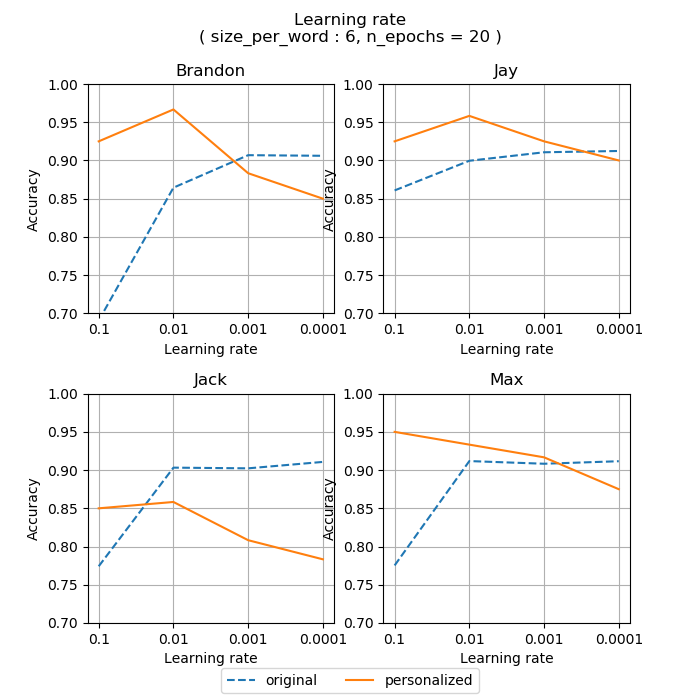 Learning rate
( size_per_word : 6, n_epochs = 20 )
Brandon
Jay
1.00
0.95
0.90
0.85
0.80
0.75
0.70
Accuracy
0.1 0.01 0.001 0.0001
Learning rate
1.00
0.95
0.90
0.85
0.80
0.75
0.70
Accuracy
0.1 0.01 0.001 0.0001
Learning rate
Jack
Max
1.00
0.95
0.90
0.85
0.80
0.75
0.70
Accuracy
0.1 0.01 0.001 0.0001
Learning rate
1.00
0.95
0.90
0.85
0.80
0.75
0.70
Accuracy
0.1 0.01 0.001 0.0001
Learning rate
original personalized